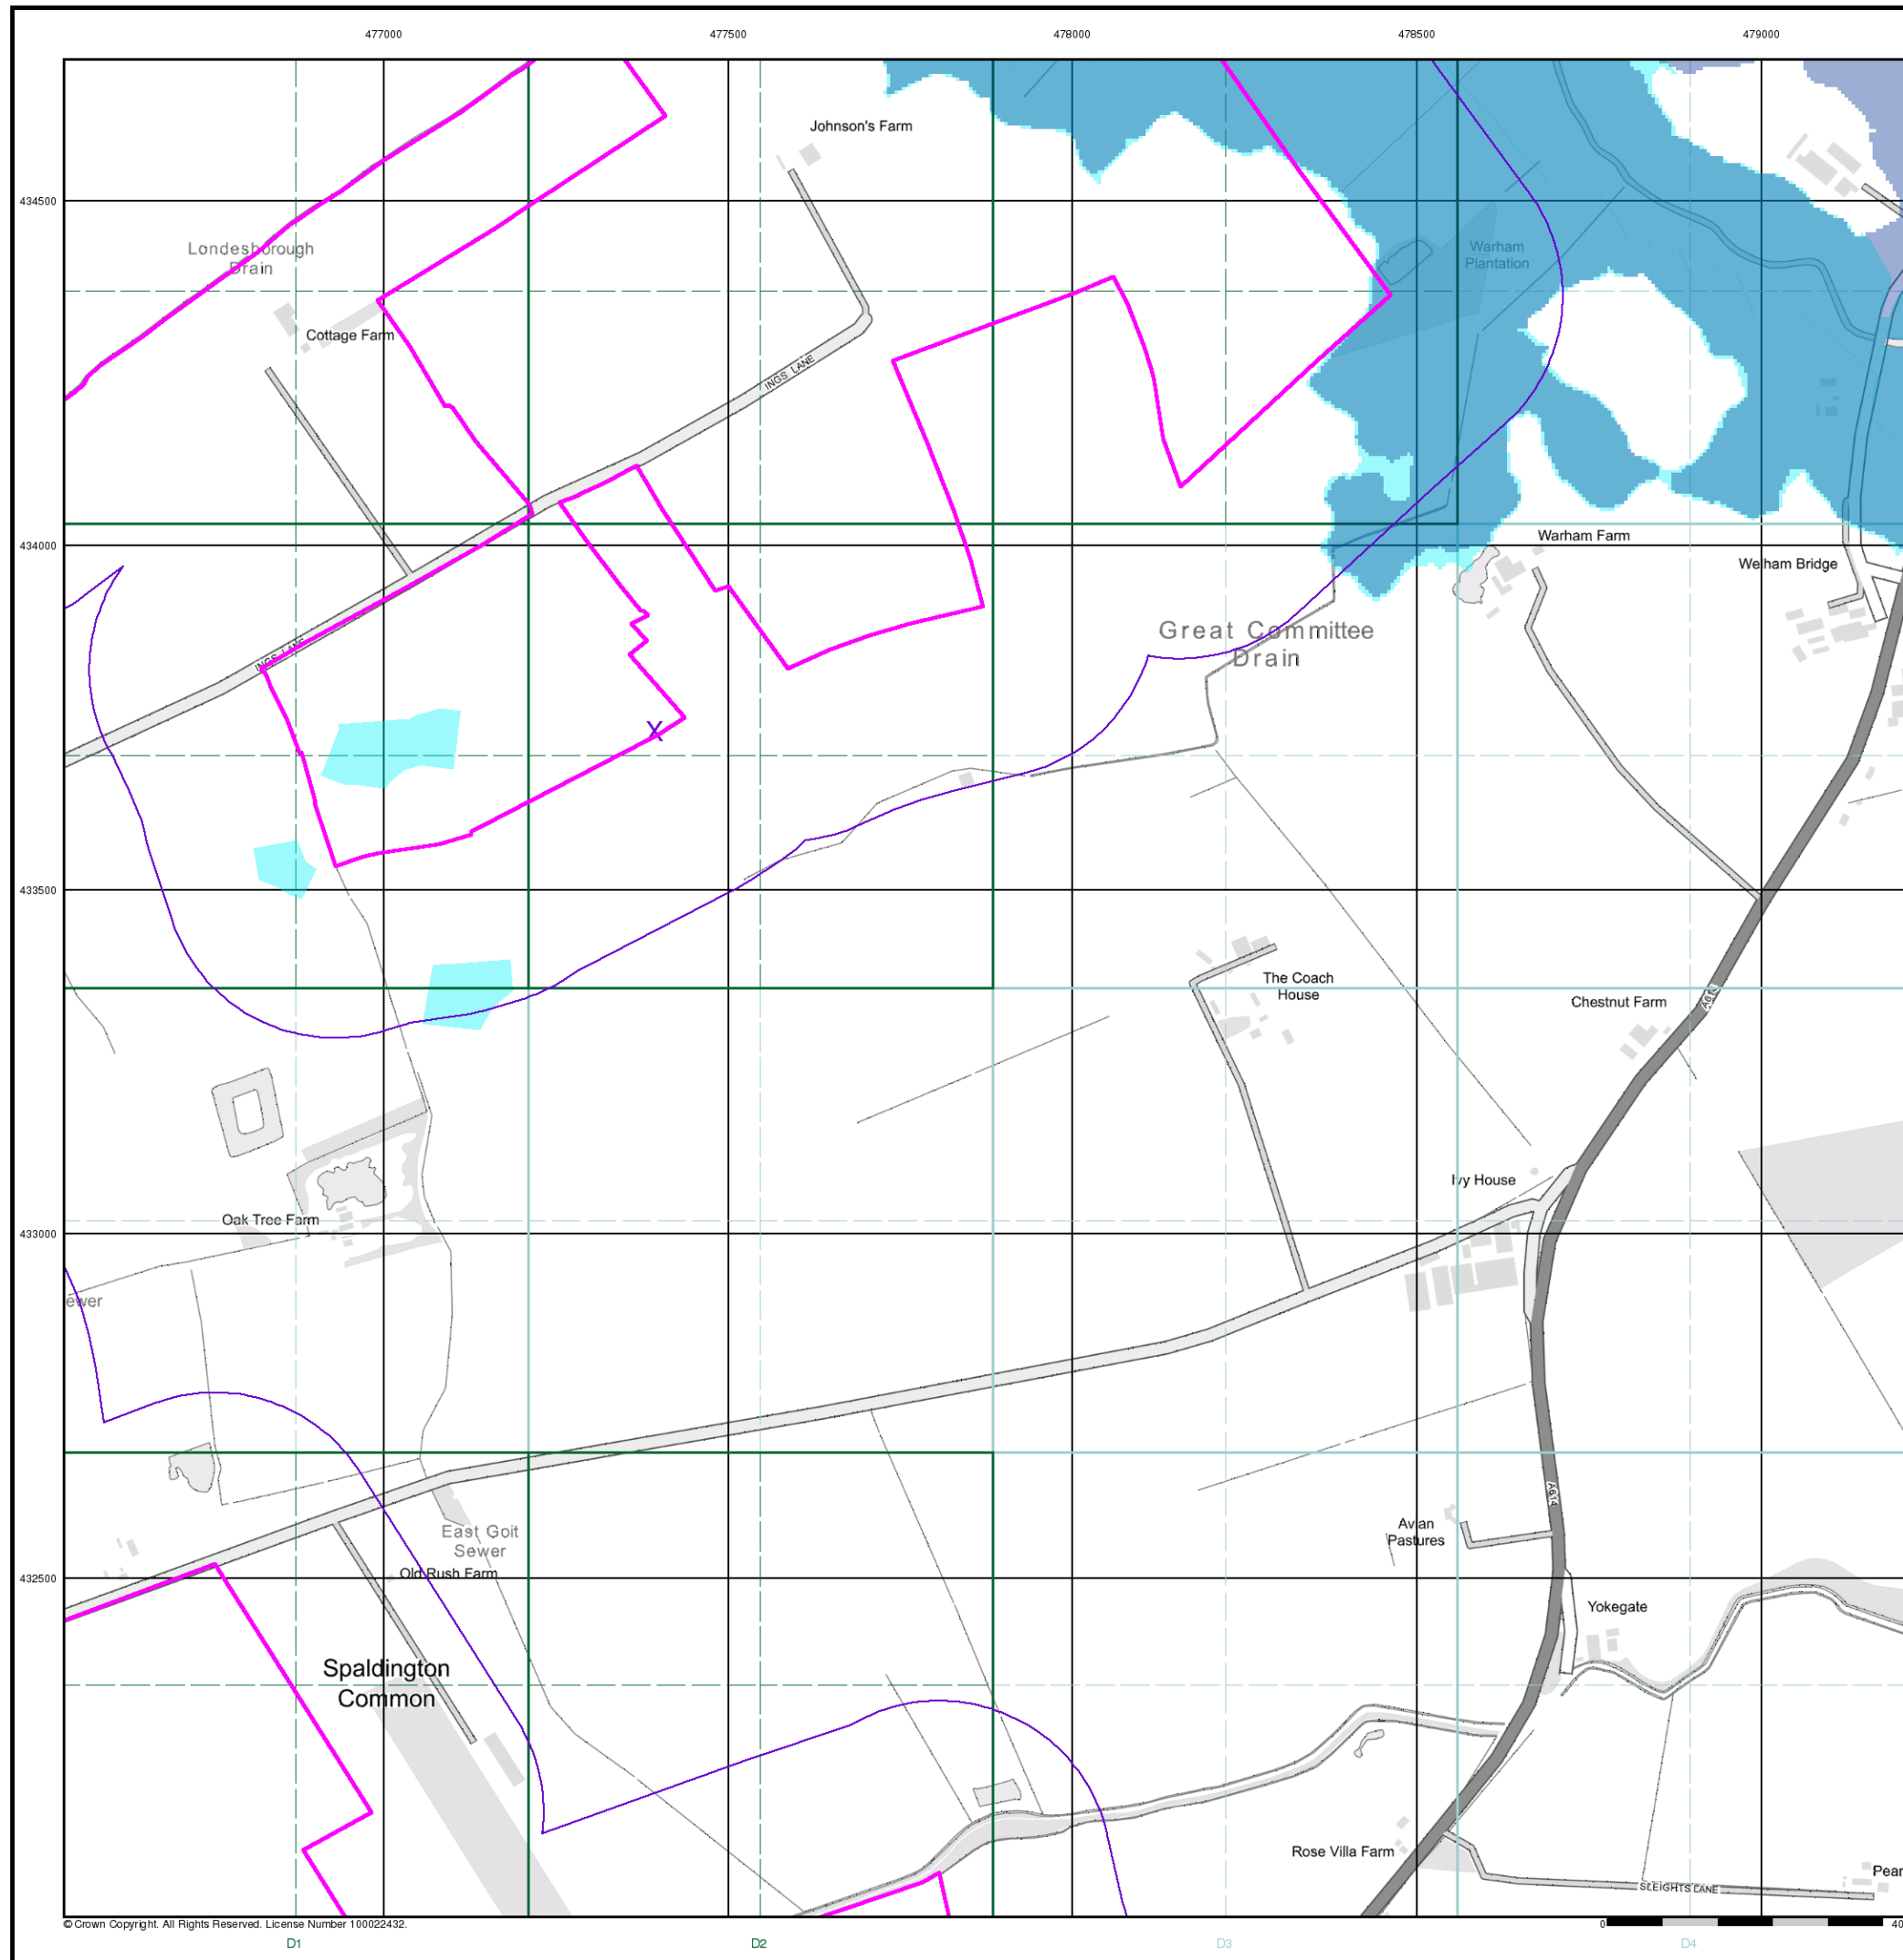 477000 477500 478000 478500 479000
Johnson's Farm
434500
Londesborough
Drain
Warham
Plantation
Cottage Farm
INGS LANE
Warham Farm
434000
Welham Bridge
Great Committee
Drain
INGS LANE
X
433500
The Coach
House
Chestnut Farm
A614
Ivy House
Oak Tree Farm
433000
ewer
A614
East Goit
Sewer
Avian
Pastures
Old Rush Farm
432500
Yokegate
Spaldington
Common
Rose Villa Farm
Pear
SLEIGHTS LANE
© Crown Copyright. All Rights Reserved. License Number 100022432.
0 40
D1 D2 D3 D4